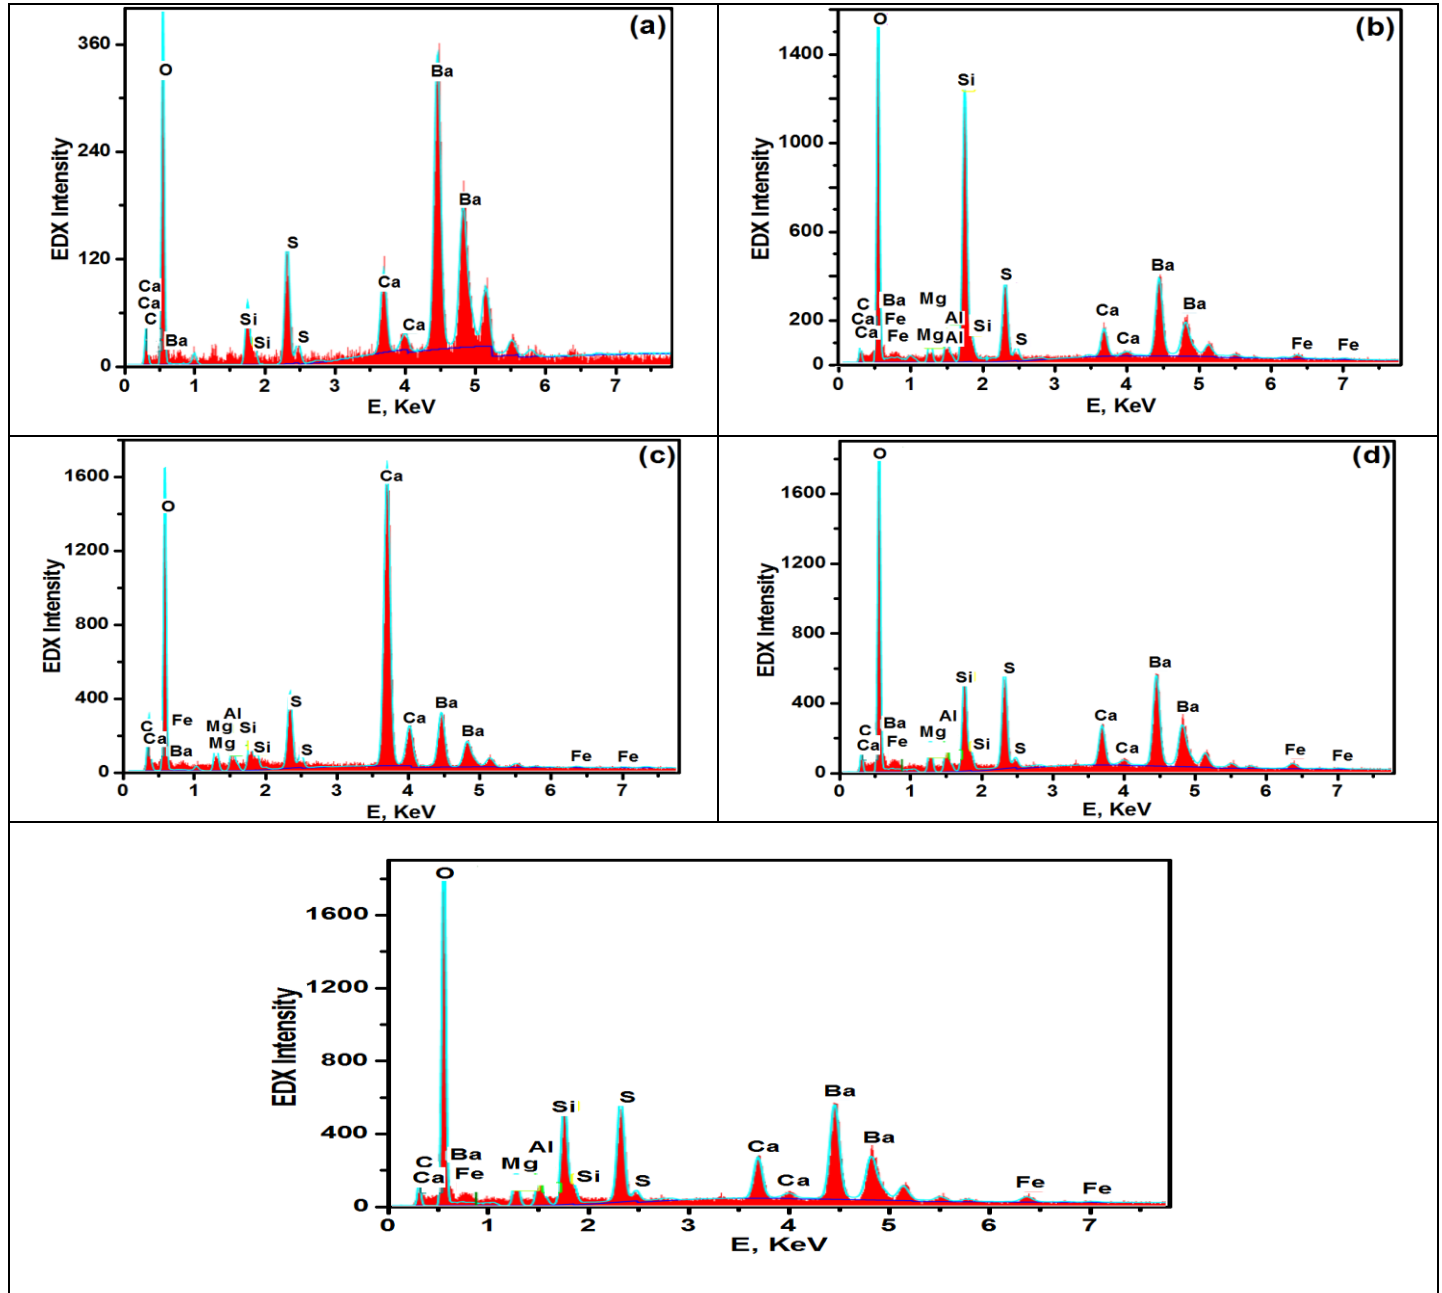 (a)
360
240
120
0
EDX Intensity
O
Ca
Ca
C
Ba
Si
Si
S
S
Ca
Ca
Ba
Ba
0 1 2 3 4 5 6 7
E, KeV
(b)
1400
1000
600
200
0
EDX Intensity
O
Si
C
Ca
Ca
Ba
Fe
Fe
Mg
Mg
Al
Al
Si
S
S
Ca
Ca
Ba
Ba
Fe
Fe
0 1 2 3 4 5 6 7
E, KeV
(c)
1600
1200
800
400
0
EDX Intensity
O
C
Ca
Fe
Ba
Mg
Mg
Al
Si
Si
S
S
Ca
Ca
Ba
Ba
Fe
Fe
0 1 2 3 4 5 6 7
E, KeV
(d)
1600
1200
800
400
0
EDX Intensity
O
C
Ca
Ba
Fe
Mg
Al
Si
Si
S
S
Ca
Ca
Ba
Ba
Fe
Fe
0 1 2 3 4 5 6 7
E, KeV
1600
1200
800
400
0
EDX Intensity
O
C
Ca
Ba
Fe
Mg
Al
Si
Si
S
S
Ca
Ca
Ba
Ba
Fe
Fe
0 1 2 3 4 5 6 7
E, KeV